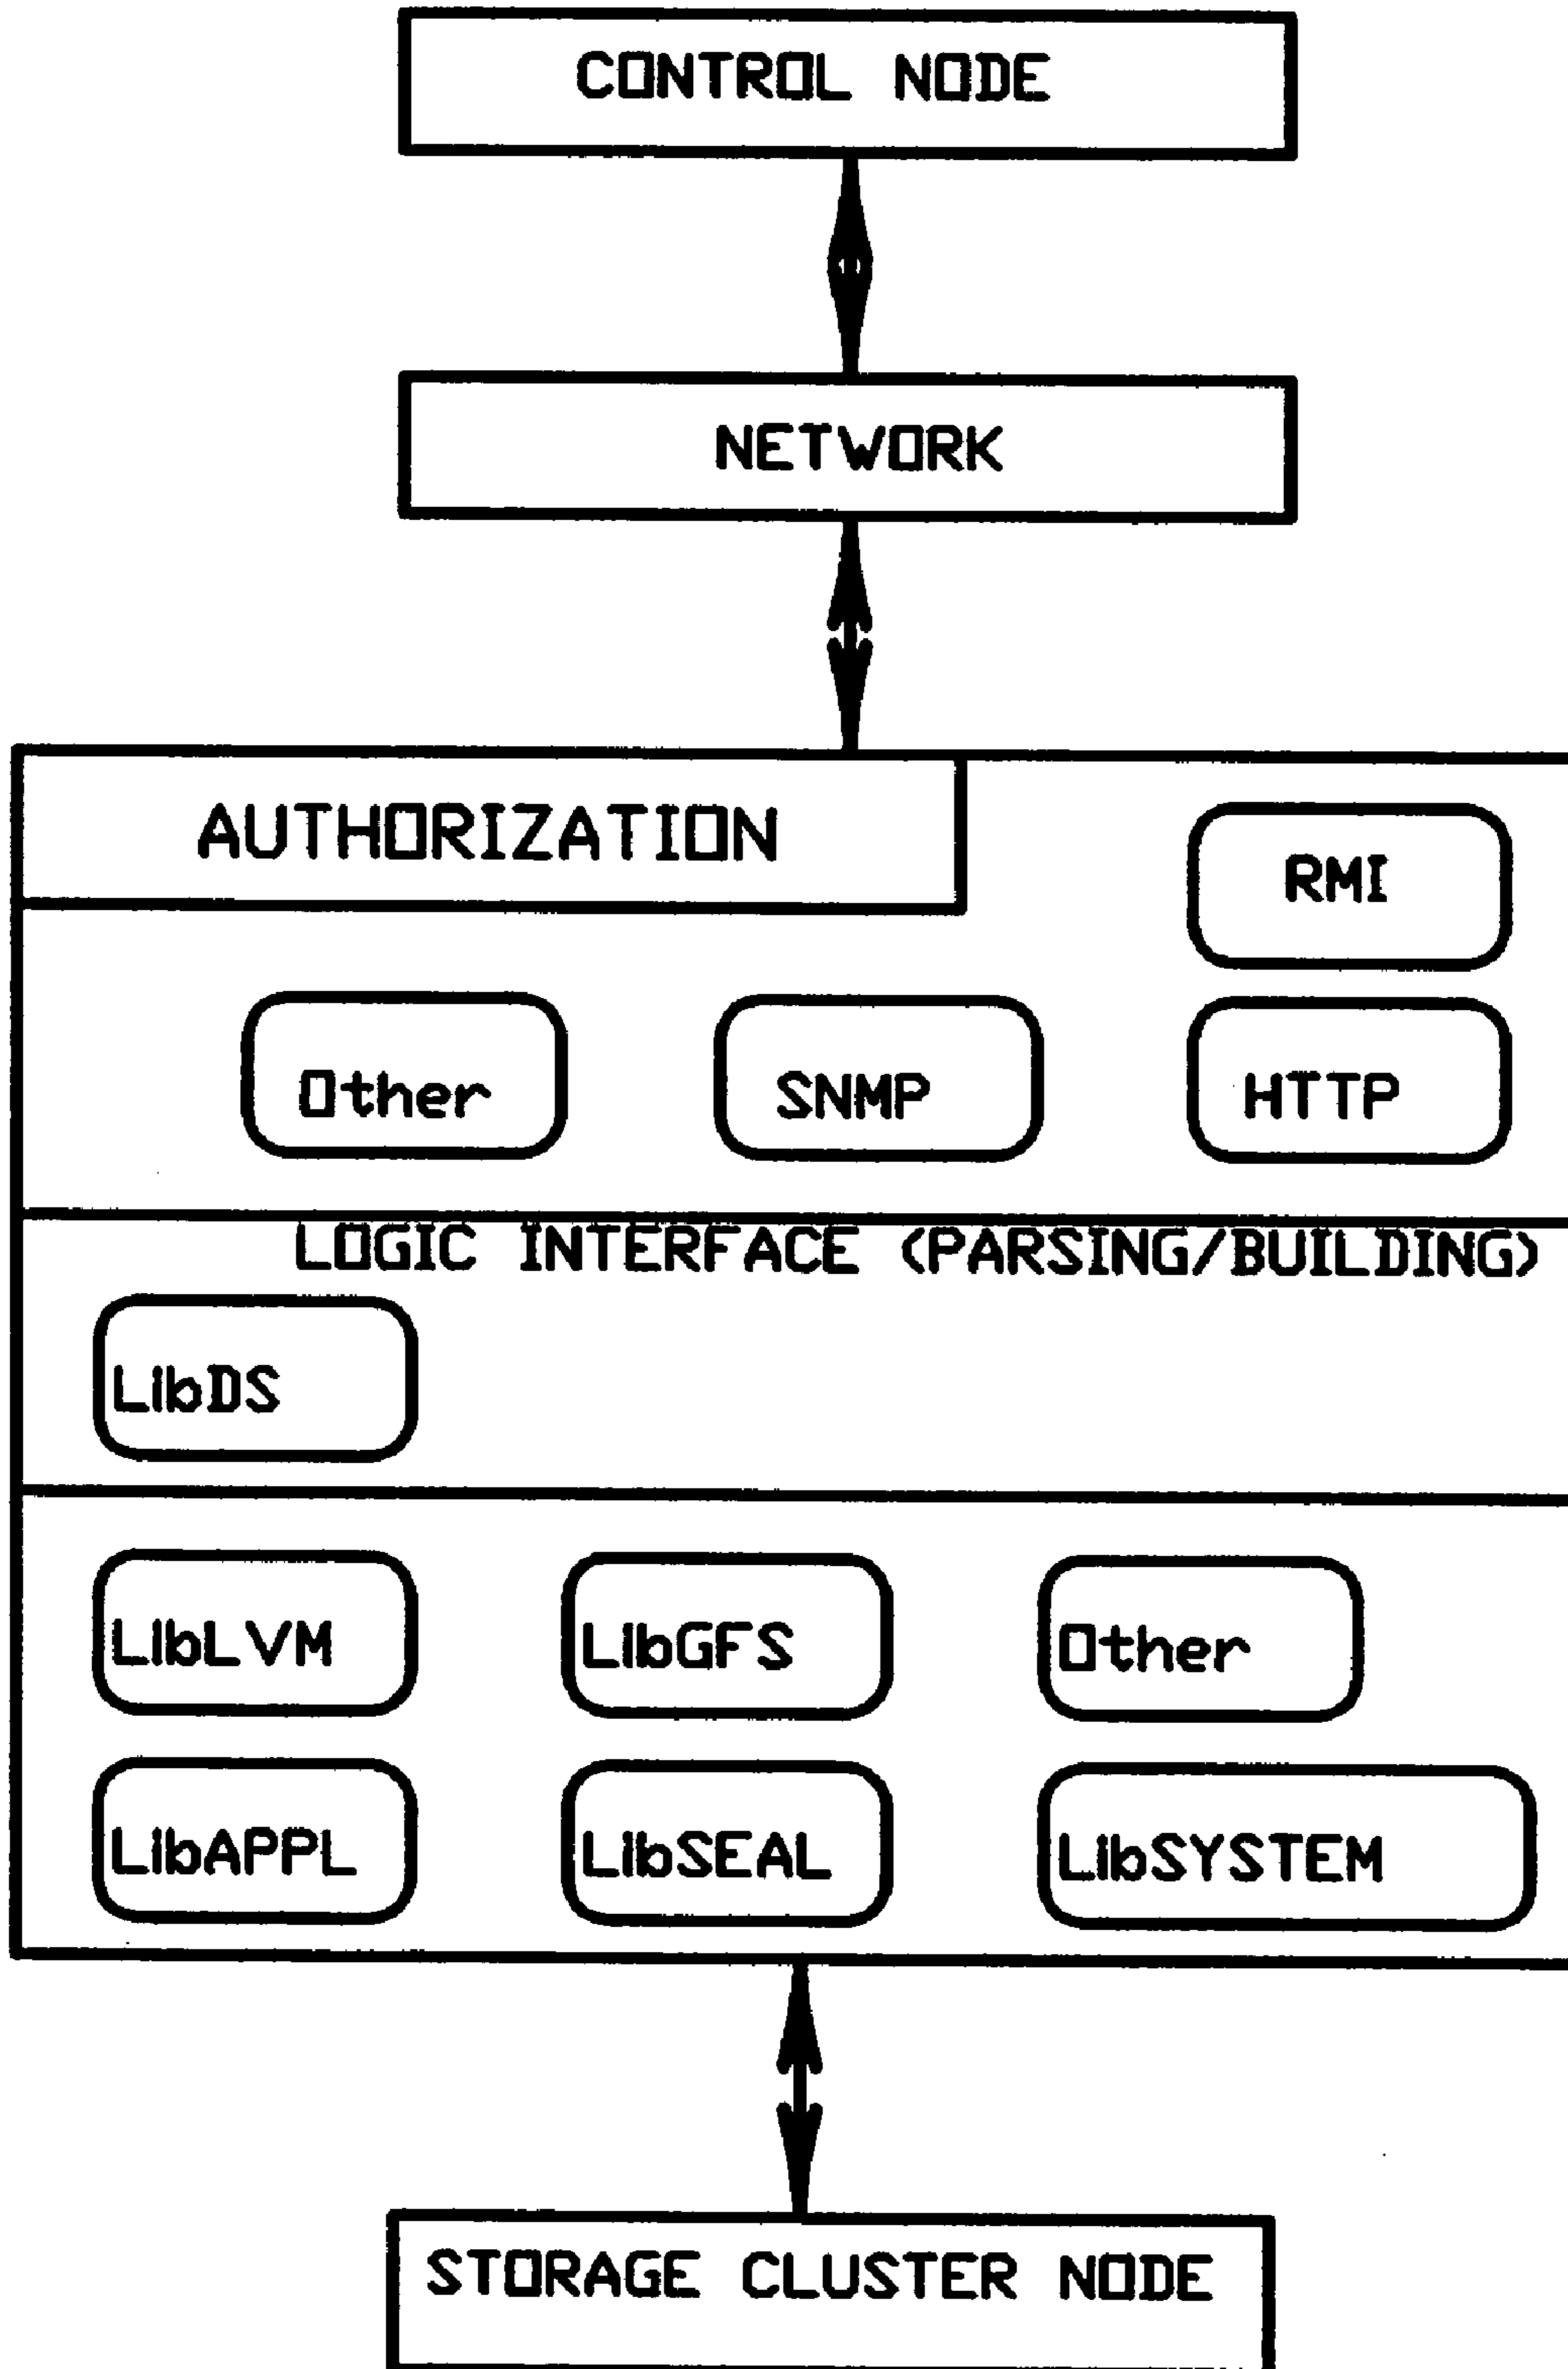 CONTROL NODE
NETWORK
AUTHORIZATION
RMI
Other
SNMP
HTTP
LOGIC INTERFACE (PARSING/BUILDING)
LibDS
LibLVM
LibGFS
Other
LibAPPL
LibSEAL
LibSYSTEM
STORAGE CLUSTER NODE